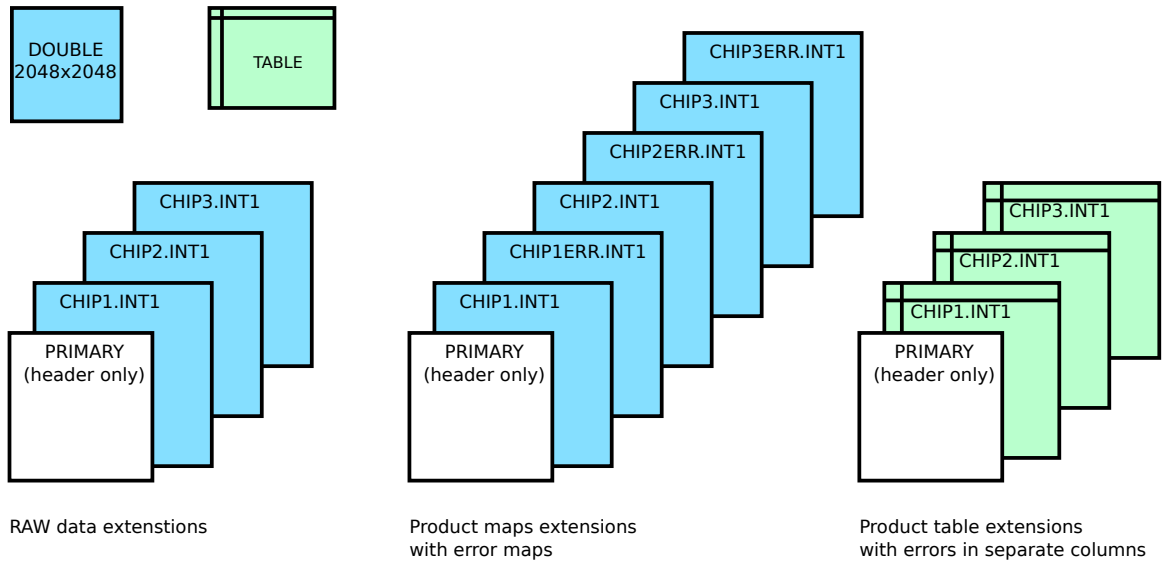 DOUBLE
2048x2048
TABLE
CHIP3.INT1
CHIP2.INT1
CHIP1.INT1
PRIMARY
(header only)
RAW data extenstions
CHIP3ERR.INT1
CHIP3.INT1
CHIP2ERR.INT1
CHIP2.INT1
CHIP1ERR.INT1
CHIP1.INT1
PRIMARY
(header only)
Product maps extensions
with error maps
CHIP3.INT1
CHIP2.INT1
CHIP1.INT1
PRIMARY
(header only)
Product table extensions
with errors in separate columns